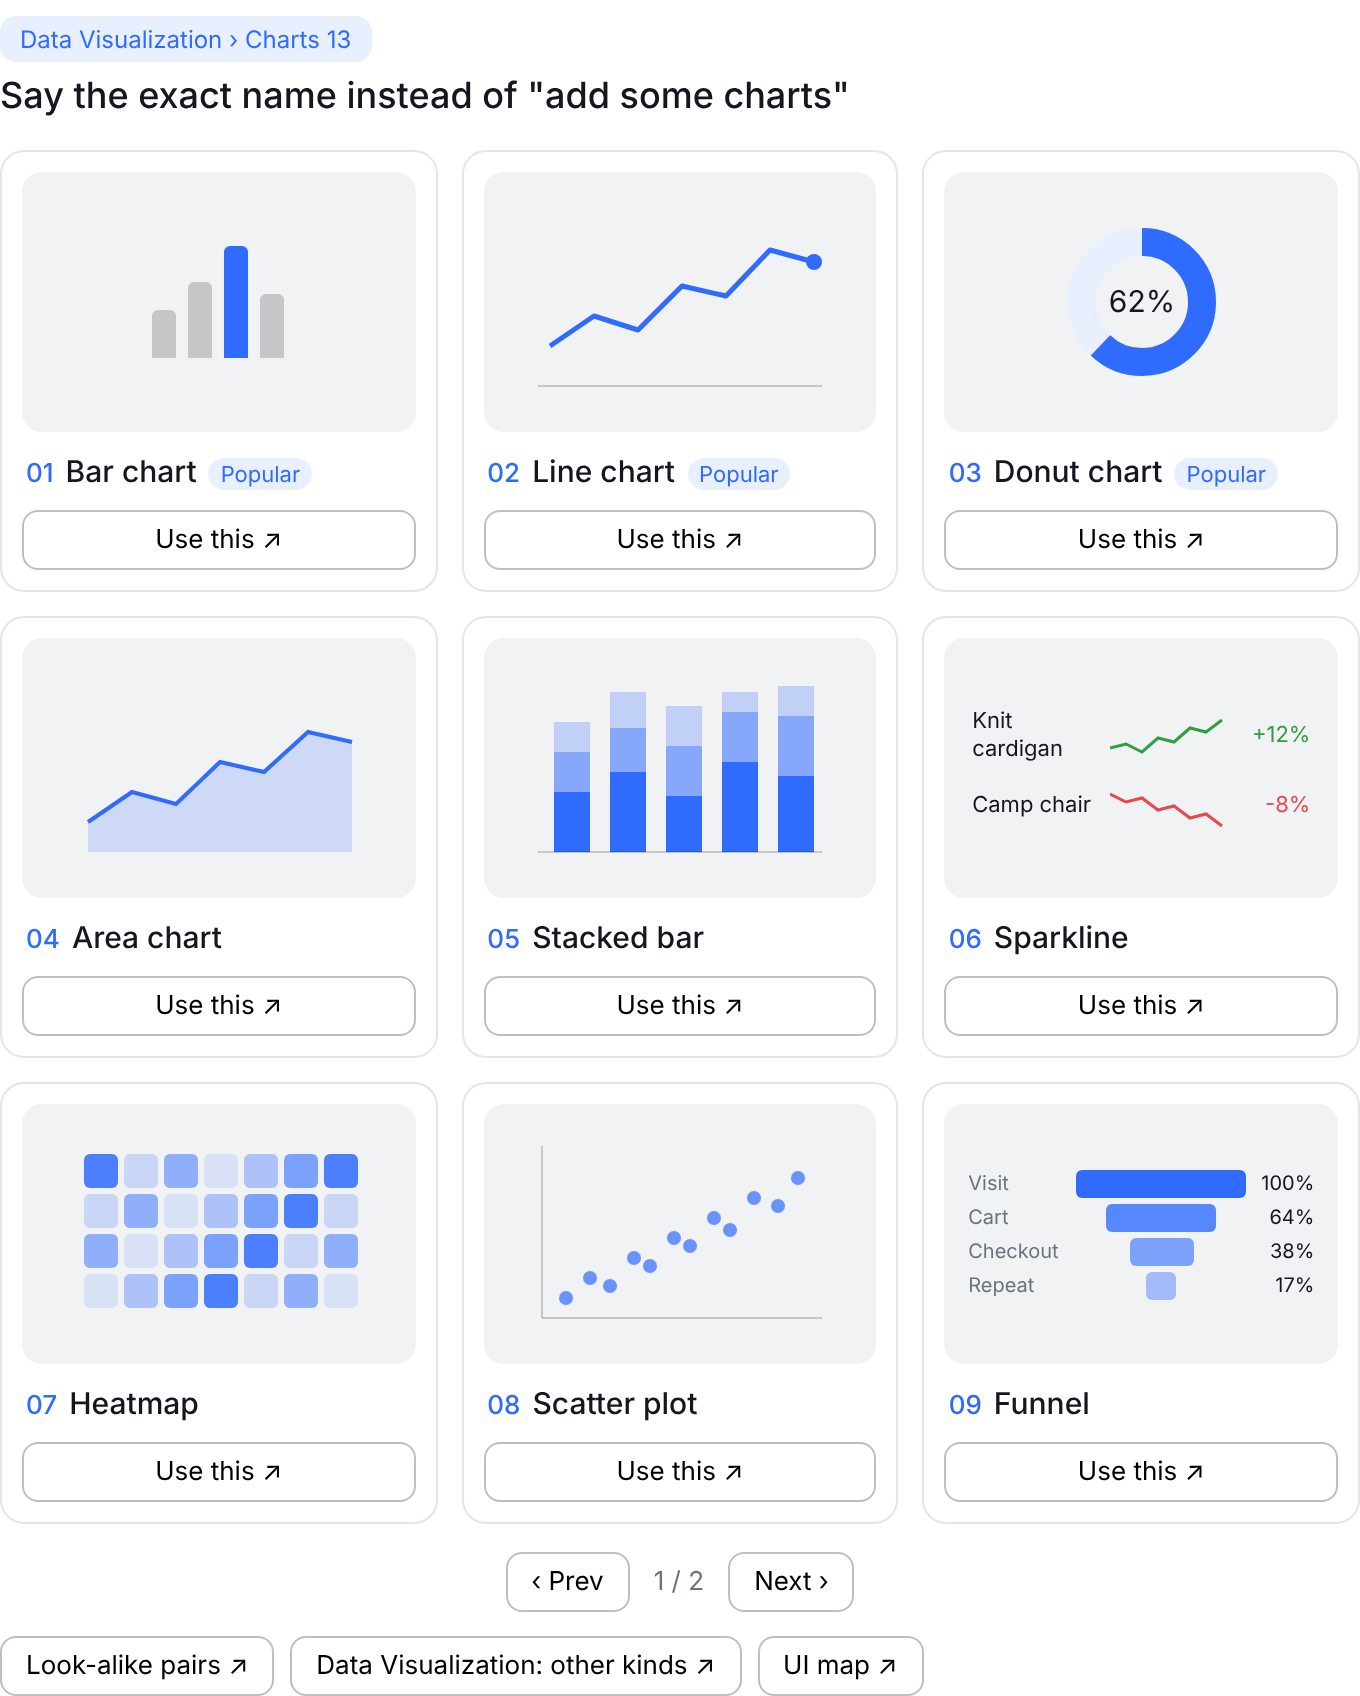 Data Visualization › Charts 13
Say the exact name instead of "add some charts"
01 Bar chart Popular
Use this ↗
02 Line chart Popular
Use this ↗
62%
03 Donut chart Popular
Use this ↗
04 Area chart
Use this ↗
05 Stacked bar
Use this ↗
Knit
cardigan
+12%
Camp chair -8%
06 Sparkline
Use this ↗
07 Heatmap
Use this ↗
08 Scatter plot
Use this ↗
Visit 100%
Cart 64%
Checkout 38%
Repeat 17%
09 Funnel
Use this ↗
‹ Prev 1 / 2 Next ›
Look-alike pairs ↗ Data Visualization: other kinds ↗ UI map ↗